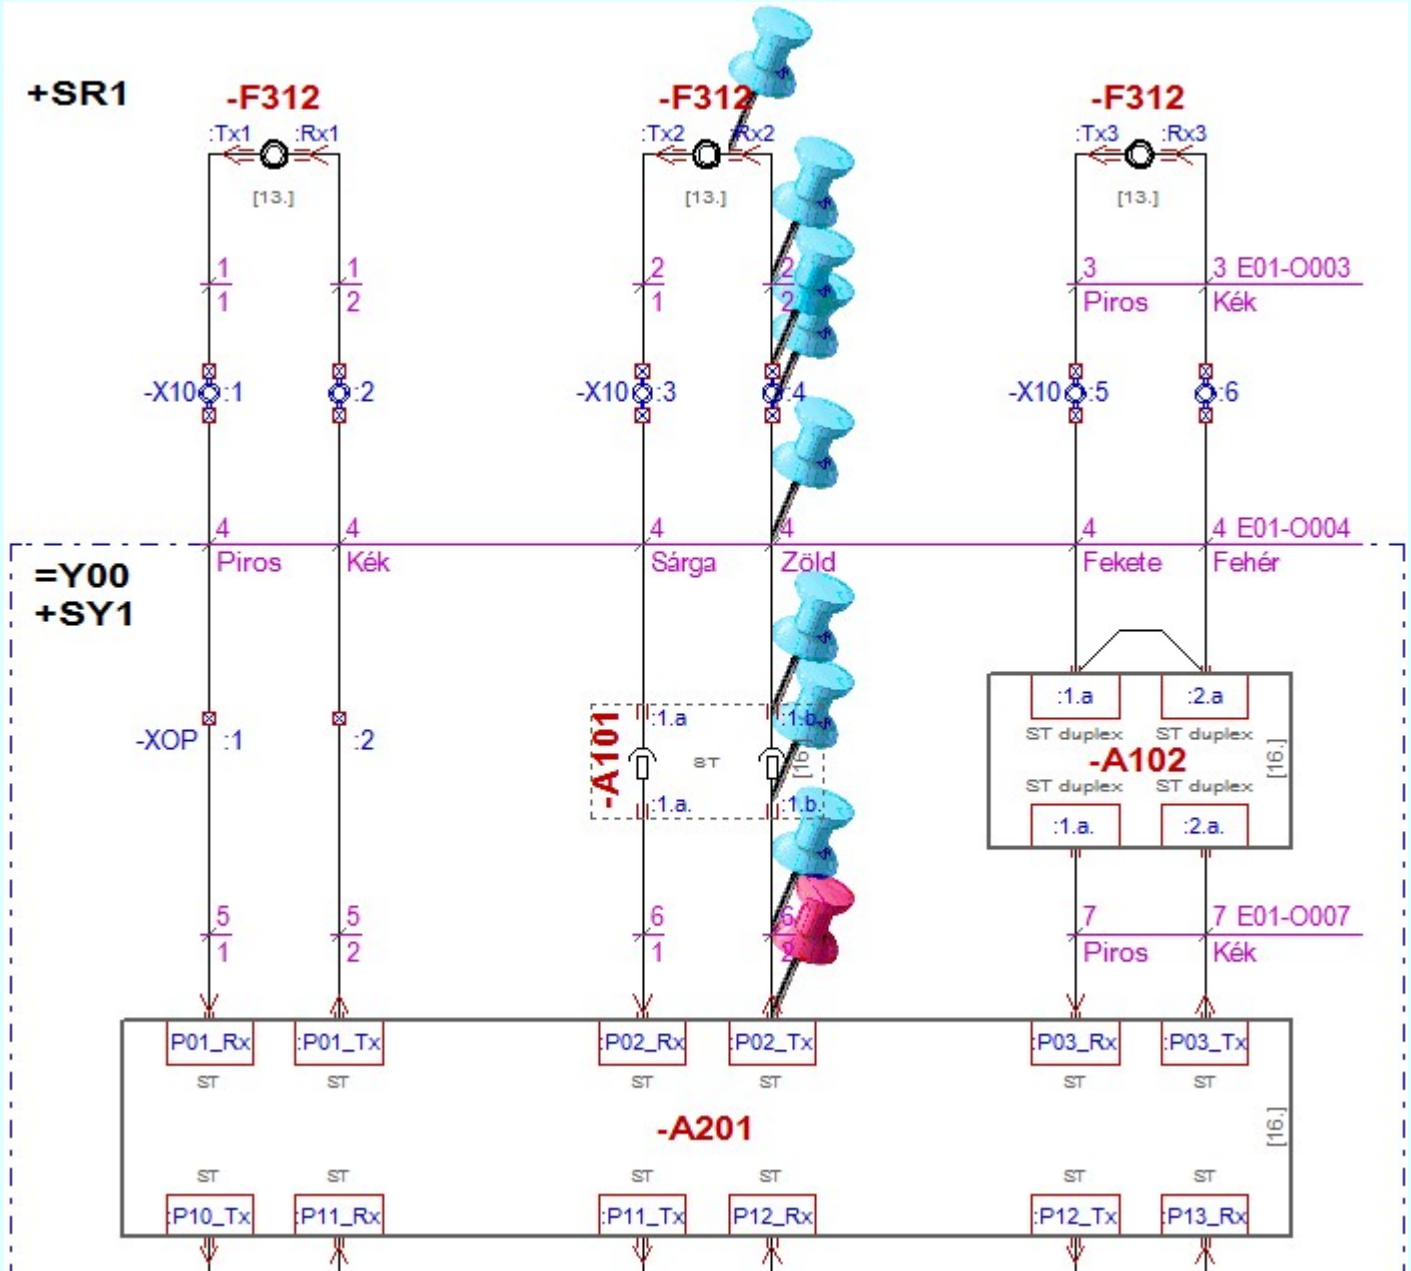 +SR1
-F312 -F312 -F312
:Tx1 :Rx1 :Tx2 :Rx2 :Tx3 :Rx3
[13.] [13.] [13.]
1 1 2 2 3 3 E01-O003
1 2 1 2 Piros Kék
-X10 :1 :2 -X10 :3 :4 -X10 :5 :6
4 4 4 4 4 4 E01-O004
Piros Kék Sárga Zöld Fekete Fehér
=Y00
+SY1
:1.a :1.b :1.a :2.a
ST duplex ST duplex
-XOP :1 :2 -A101 ST [16.] -A102 [16.]
ST duplex ST duplex
:1.a. :1.b. :1.a. :2.a.
5 5 6 6 7 7 E01-O007
1 2 1 2 Piros Kék
P01_Rx :P01_Tx :P02_Rx :P02_Tx :P03_Rx :P03_Tx
ST ST ST ST ST ST
-A201 [16.]
ST ST ST ST ST ST
:P10_Tx :P11_Rx :P11_Tx P12_Rx :P12_Tx :P13_Rx